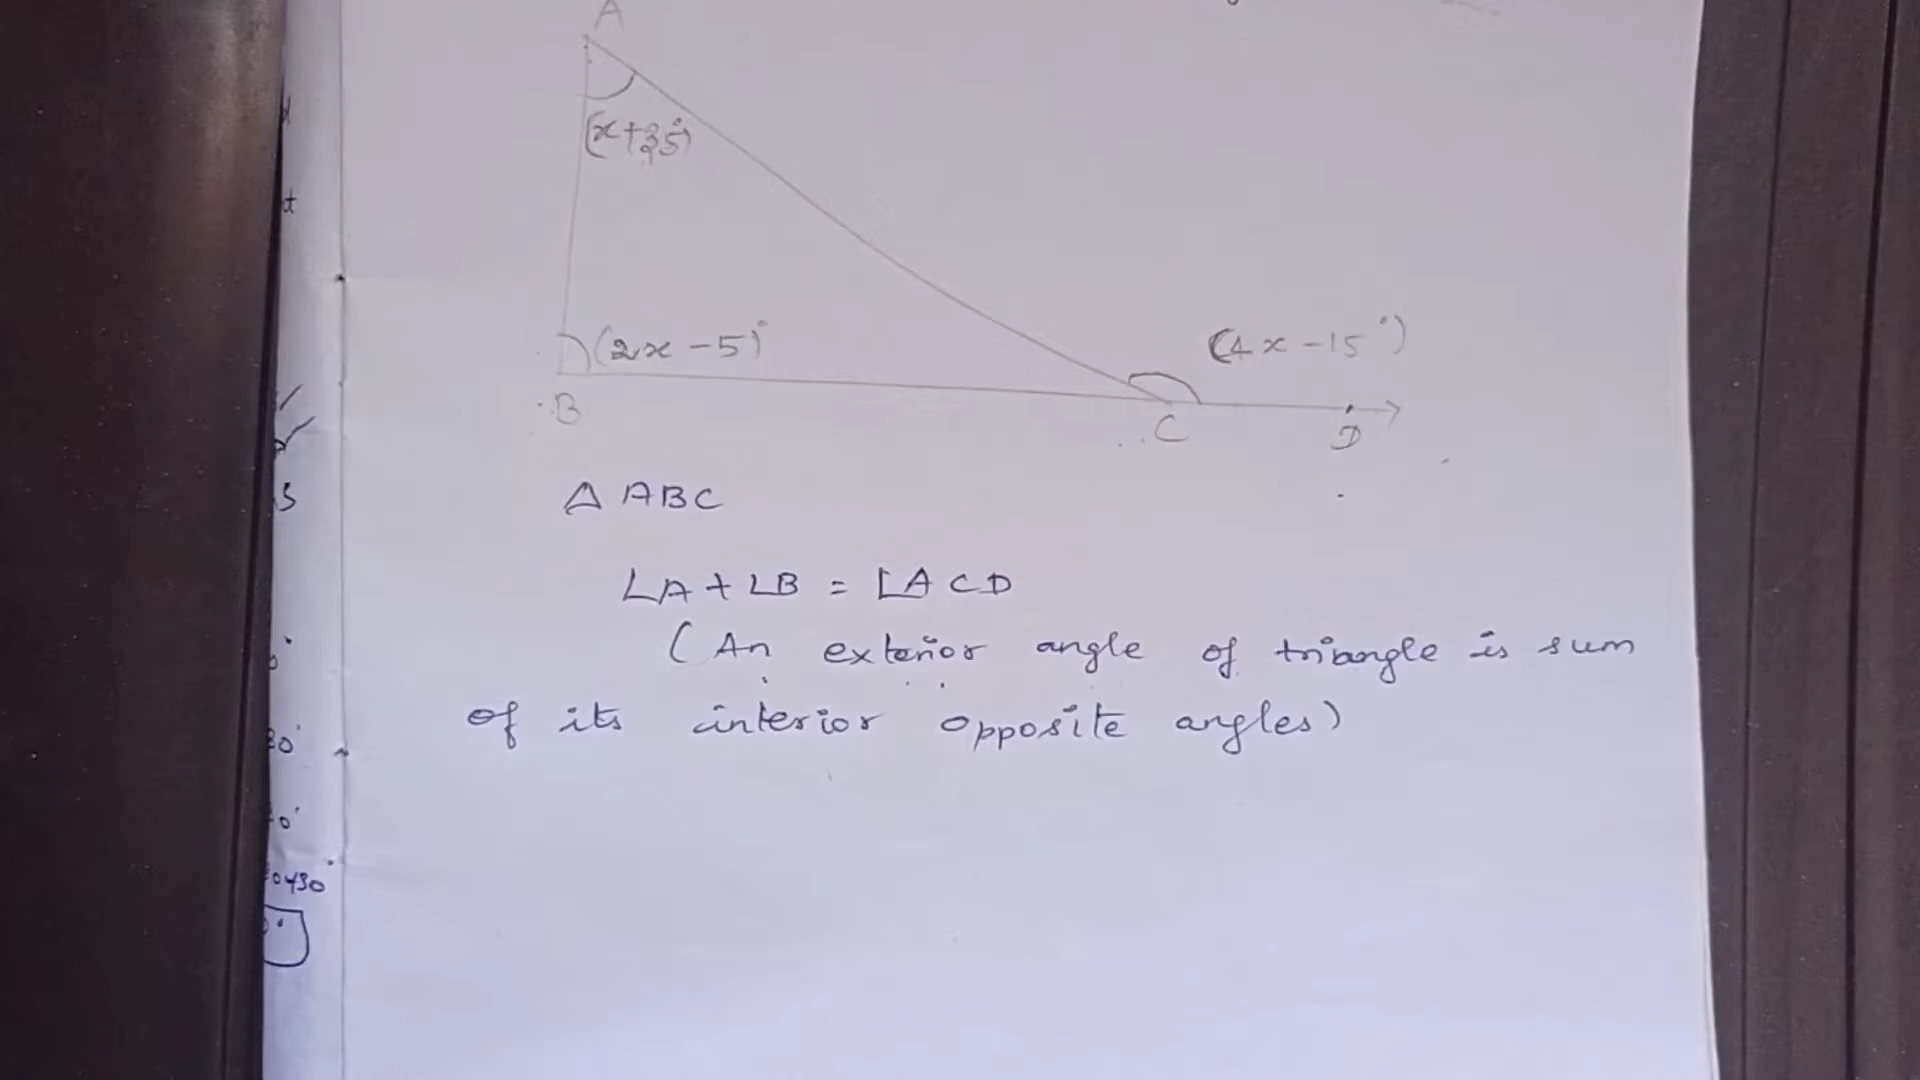 A
(x+35°)
(2x-5)°
(4x-15°)
B
C
D
△ ABC
∠A + ∠B = ∠ACD
(An exterior angle of triangle is sum
of its interior opposite angles)